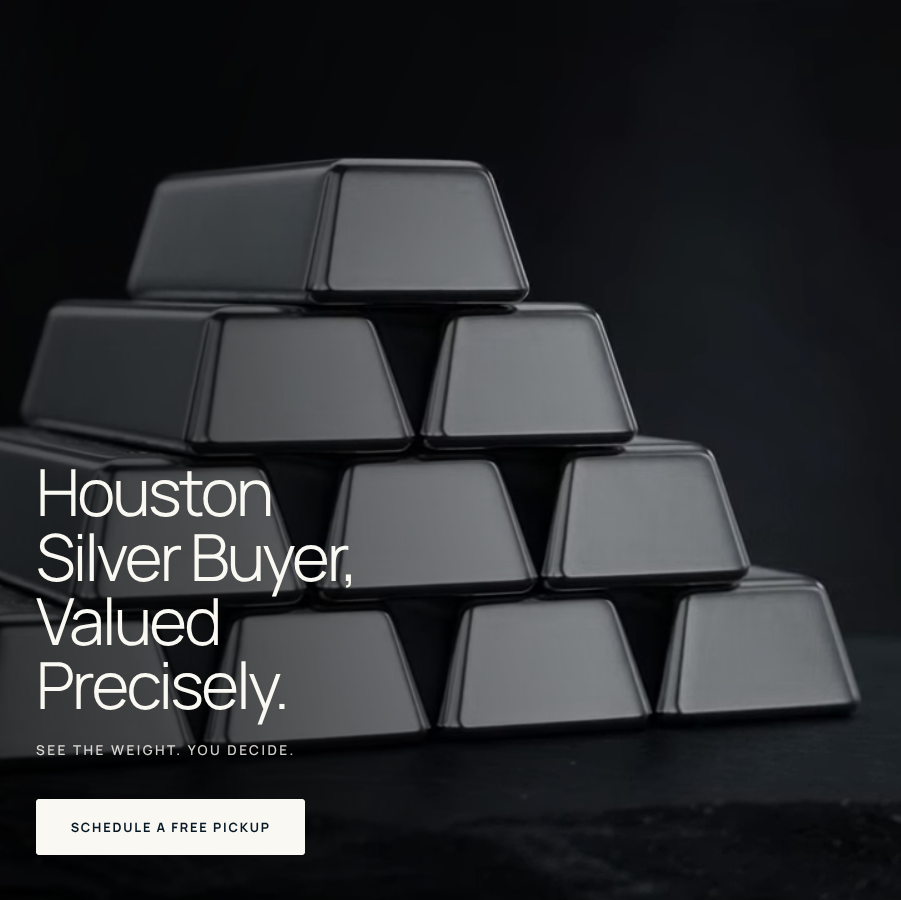 Houston
Silver Buyer,
Valued
Precisely.
SEE THE WEIGHT. YOU DECIDE.
SCHEDULE A FREE PICKUP